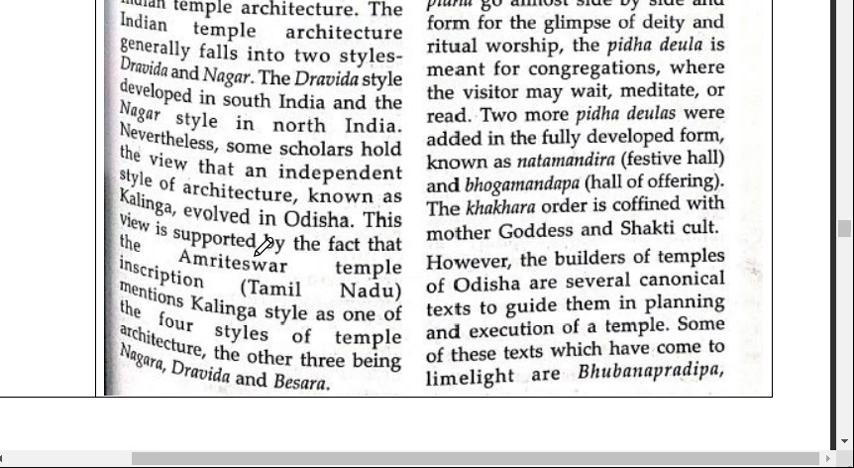 Indian temple architecture. The
Indian temple architecture
generally falls into two styles-
Dravida and Nagar. The Dravida style
developed in south India and the
Nagar style in north India.
Nevertheless, some scholars hold
the view that an independent
style of architecture, known as
Kalinga, evolved in Odisha. This
view is supported by the fact that
the Amriteswar temple
inscription (Tamil Nadu)
mentions Kalinga style as one of
the four styles of temple
architecture, the other three being
Nagara, Dravida and Besara.
go almost side by side and
form for the glimpse of deity and
ritual worship, the pidha deula is
meant for congregations, where
the visitor may wait, meditate, or
read. Two more pidha deulas were
added in the fully developed form,
known as natamandira (festive hall)
and bhogamandapa (hall of offering).
The khakhara order is coffined with
mother Goddess and Shakti cult.
However, the builders of temples
of Odisha are several canonical
texts to guide them in planning
and execution of a temple. Some
of these texts which have come to
limelight are Bhubanapradipa,